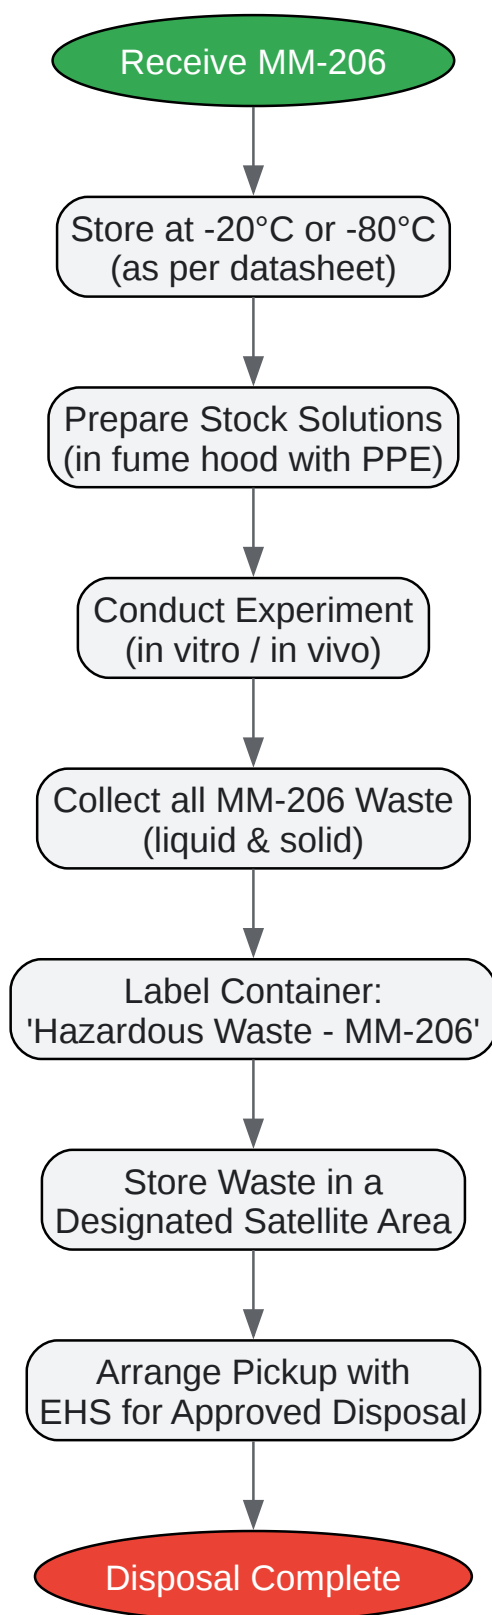 Receive MM-206
Store at -20°C or -80°C
(as per datasheet)
Prepare Stock Solutions
(in fume hood with PPE)
Conduct Experiment
(in vitro / in vivo)
Collect all MM-206 Waste
(liquid & solid)
Label Container:
'Hazardous Waste - MM-206'
Store Waste in a
Designated Satellite Area
Arrange Pickup with
EHS for Approved Disposal
Disposal Complete